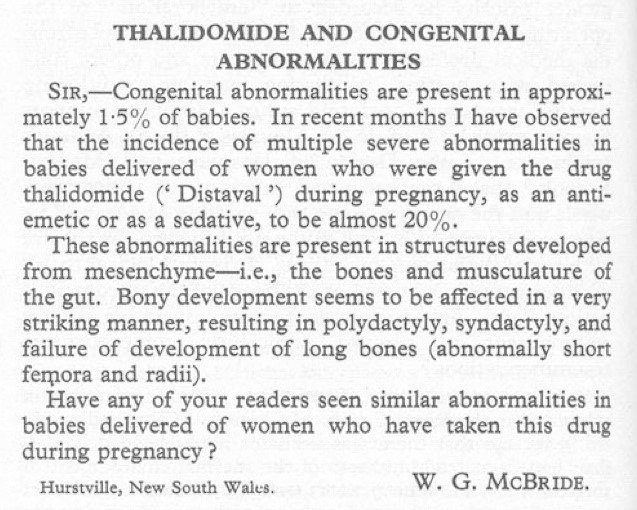 THALIDOMIDE AND CONGENITAL
ABNORMALITIES
SIR,—Congenital abnormalities are present in approxi-
mately 1·5% of babies. In recent months I have observed
that the incidence of multiple severe abnormalities in
babies delivered of women who were given the drug
thalidomide (‘ Distaval ’) during pregnancy, as an anti-
emetic or as a sedative, to be almost 20%.
These abnormalities are present in structures developed
from mesenchyme—i.e., the bones and musculature of
the gut. Bony development seems to be affected in a very
striking manner, resulting in polydactyly, syndactyly, and
failure of development of long bones (abnormally short
femora and radii).
Have any of your readers seen similar abnormalities in
babies delivered of women who have taken this drug
during pregnancy ?
Hurstville, New South Wales.
W. G. MCBRIDE.